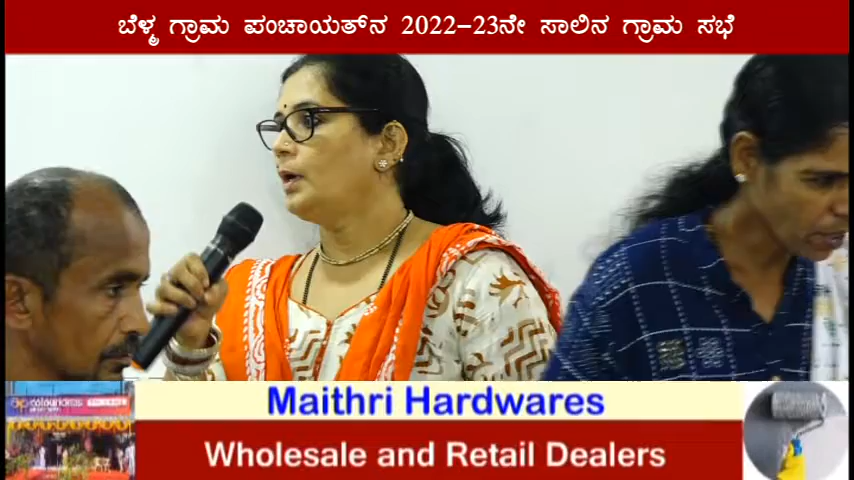 ಬೆಳ್ಮ ಗ್ರಾಮ ಪಂಚಾಯತ್‌ನ 2022-23ನೇ ಸಾಲಿನ ಗ್ರಾಮ ಸಭೆ
Maithri Hardwares
Wholesale and Retail Dealers